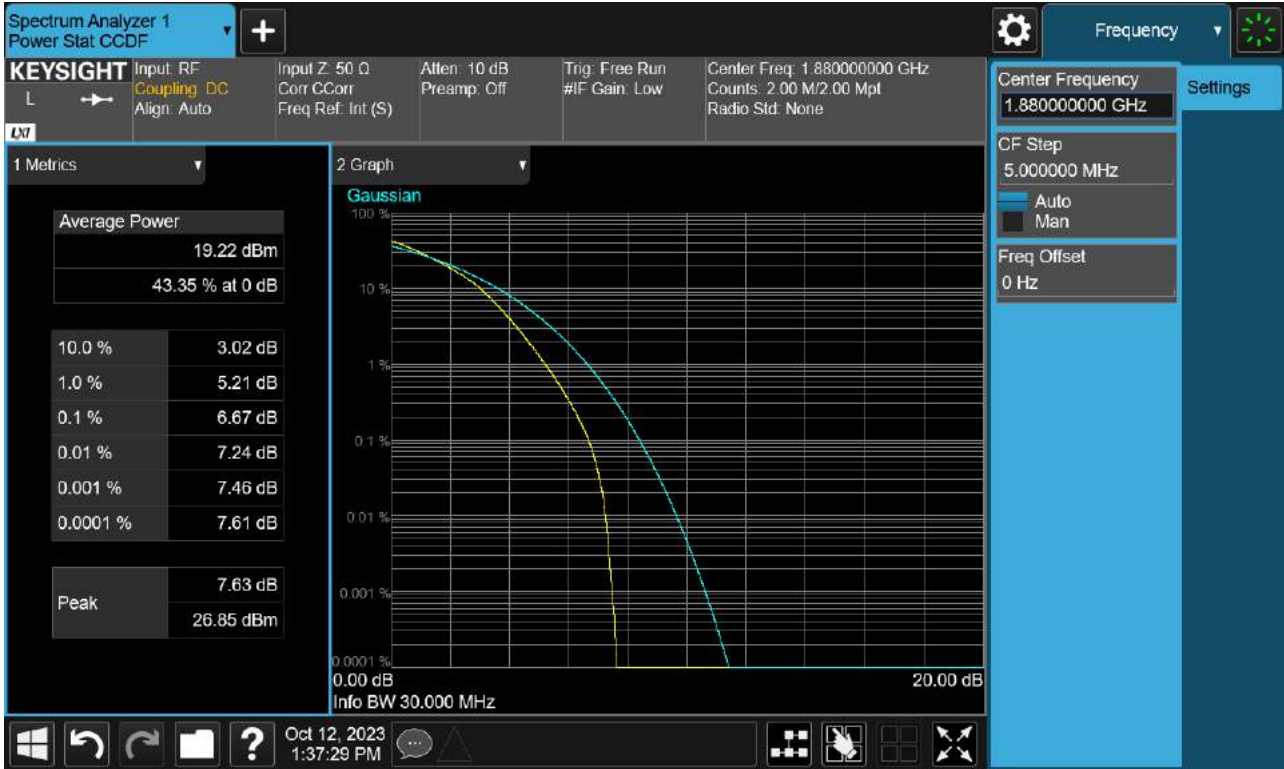 Spectrum Analyzer 1
Power Stat CCDF
Frequency
KEYSIGHT
L
LXI
Input: RF
Coupling: DC
Align: Auto
Input Z: 50 Ω
Corr CCorr
Freq Ref: Int (S)
Atten: 10 dB
Preamp: Off
Trig: Free Run
#IF Gain: Low
Center Freq: 1.880000000 GHz
Counts: 2.00 M/2.00 Mpt
Radio Std: None
Center Frequency
1.880000000 GHz
Settings
CF Step
5.000000 MHz
Auto
Man
Freq Offset
0 Hz
1 Metrics
Average Power
19.22 dBm
43.35 % at 0 dB
10.0 % 3.02 dB
1.0 % 5.21 dB
0.1 % 6.67 dB
0.01 % 7.24 dB
0.001 % 7.46 dB
0.0001 % 7.61 dB
Peak
7.63 dB
26.85 dBm
2 Graph
Gaussian
100 %
10 %
1 %
0.1 %
0.01 %
0.001 %
0.0001 %
0.00 dB 20.00 dB
Info BW 30.000 MHz
?
Oct 12, 2023
1:37:29 PM